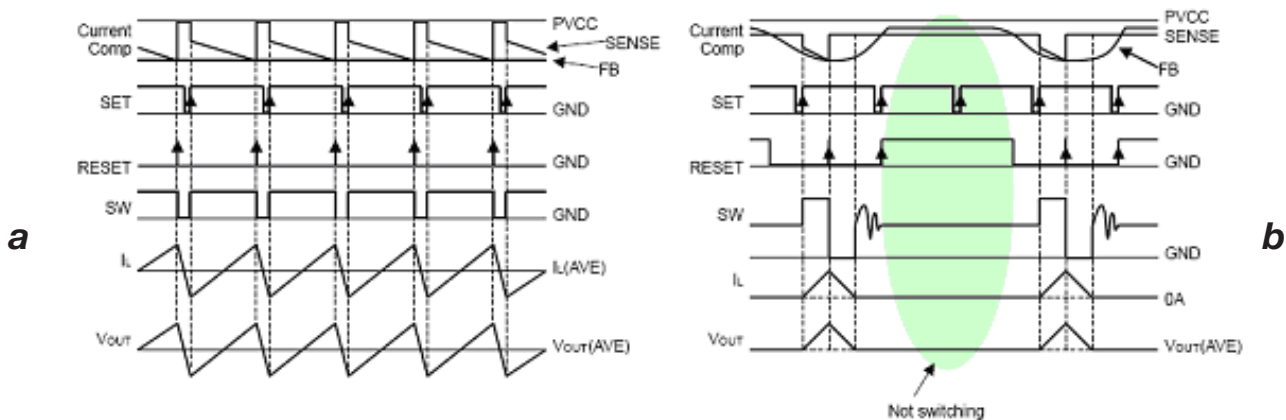 a
Current
Comp
PVCC
SENSE
FB
SET
GND
RESET
GND
SW
GND
IL
IL(AVE)
VOUT
VOUT(AVE)
b
Current
Comp
PVCC
SENSE
FB
SET
GND
RESET
GND
SW
GND
IL
0A
VOUT
VOUT(AVE)
Not switching